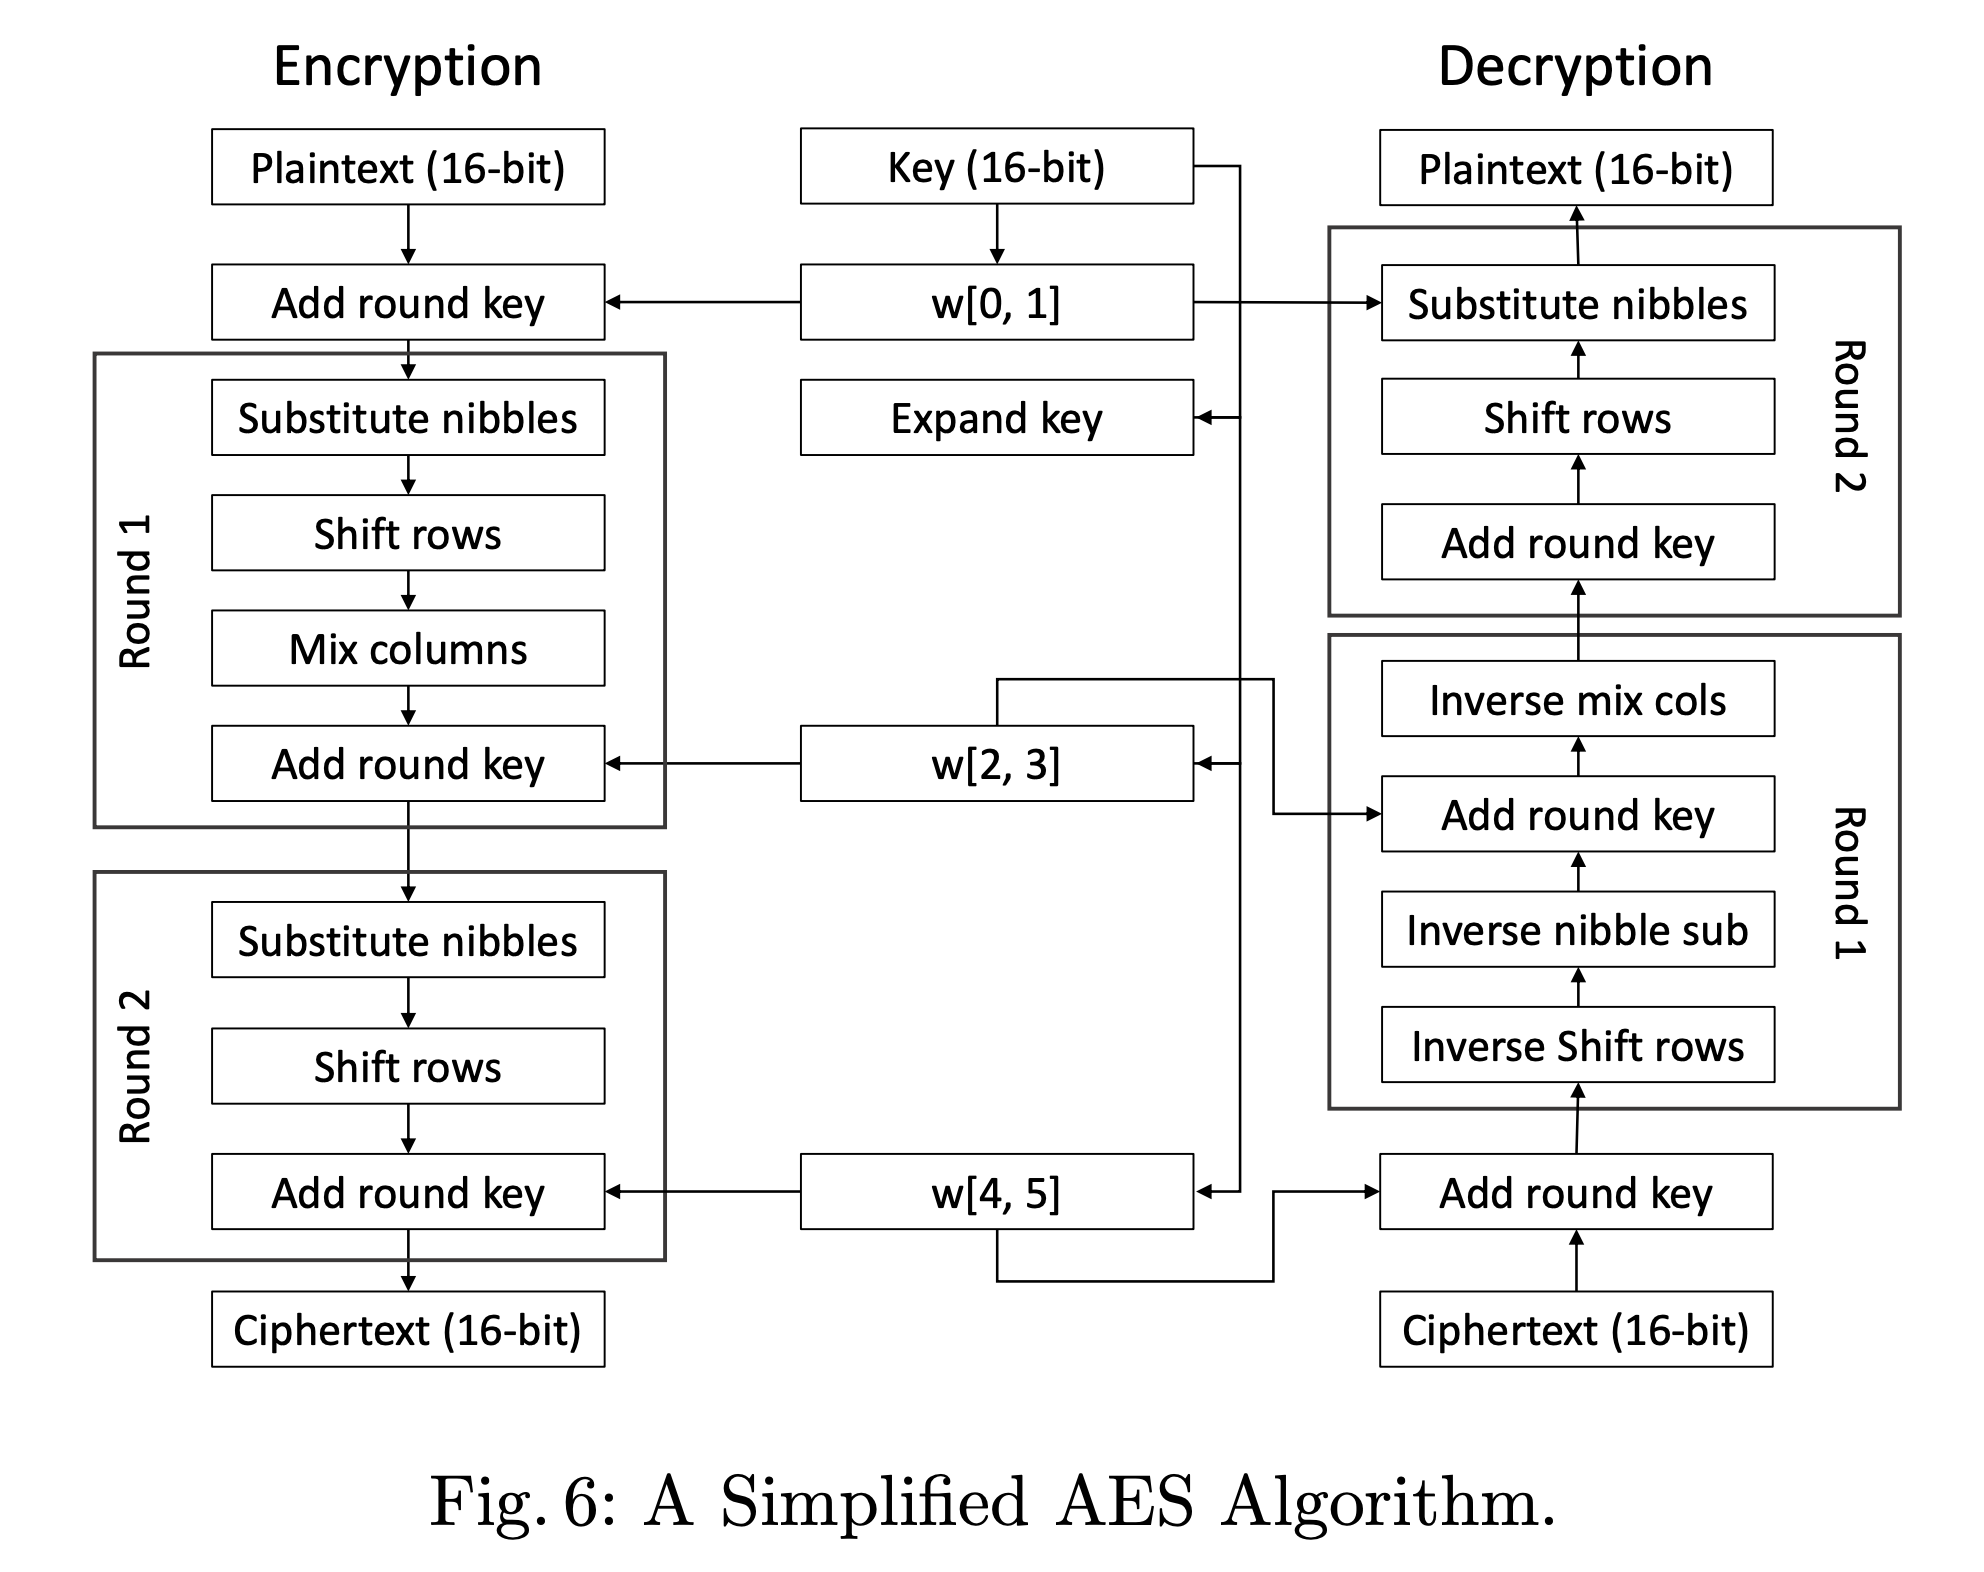 Encryption
Plaintext (16-bit)
Add round key
Round 1
Substitute nibbles
Shift rows
Mix columns
Add round key
Round 2
Substitute nibbles
Shift rows
Add round key
Ciphertext (16-bit)
Key (16-bit)
w[0, 1]
Expand key
w[2, 3]
w[4, 5]
Decryption
Plaintext (16-bit)
Substitute nibbles
Shift rows
Add round key
Round 2
Inverse mix cols
Add round key
Inverse nibble sub
Inverse Shift rows
Round 1
Add round key
Ciphertext (16-bit)
Fig. 6: A Simplified AES Algorithm.